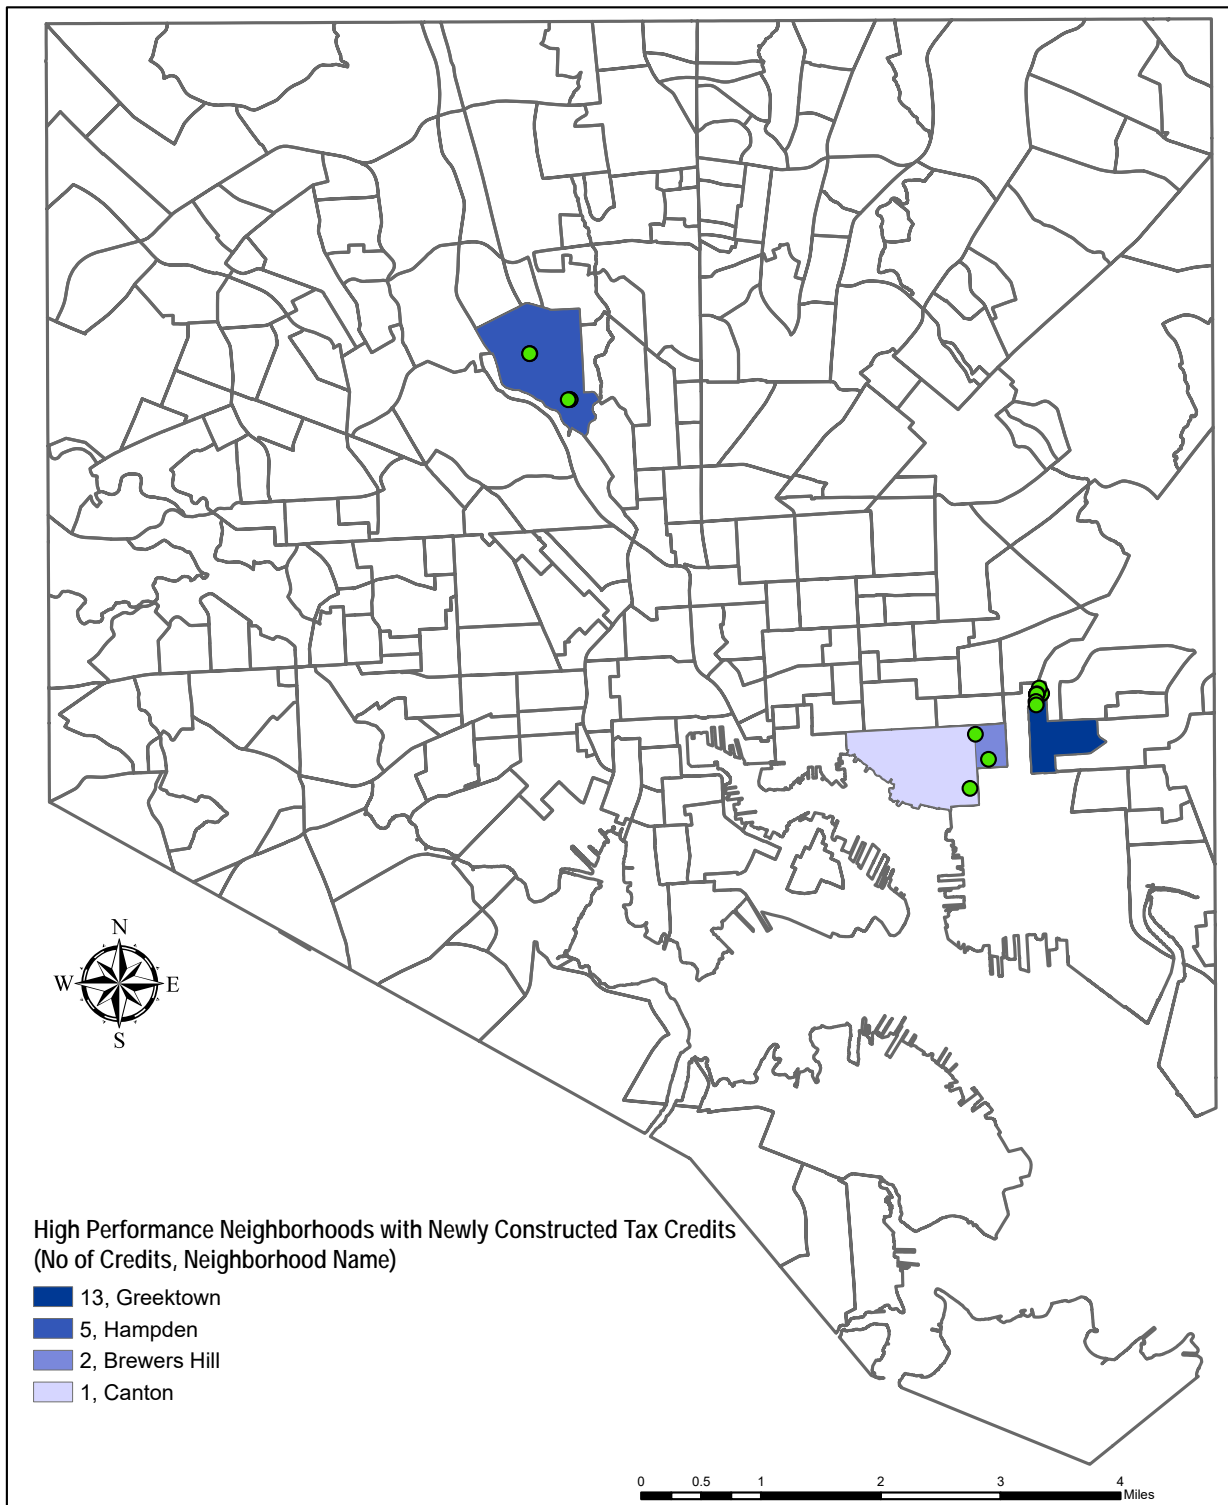 N
W E
S
High Performance Neighborhoods with Newly Constructed Tax Credits
(No of Credits, Neighborhood Name)
13, Greektown
5, Hampden
2, Brewers Hill
1, Canton
0 0.5 1 2 3 4
Miles